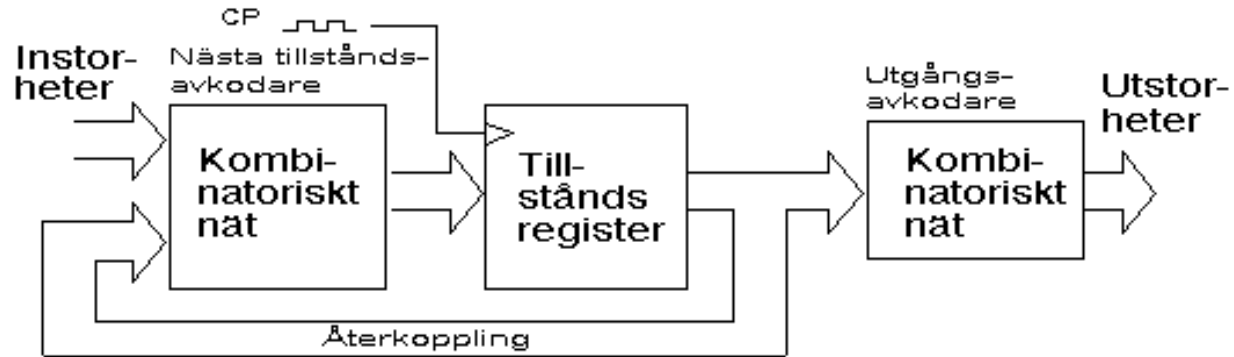 CP
Instor-
heter
Nästa tillstånds-
avkodare
Kombi-
natoriskt
nät
Till-
stånds
register
Utgångs-
avkodare
Kombi-
natoriskt
nät
Utstor-
heter
Återkoppling